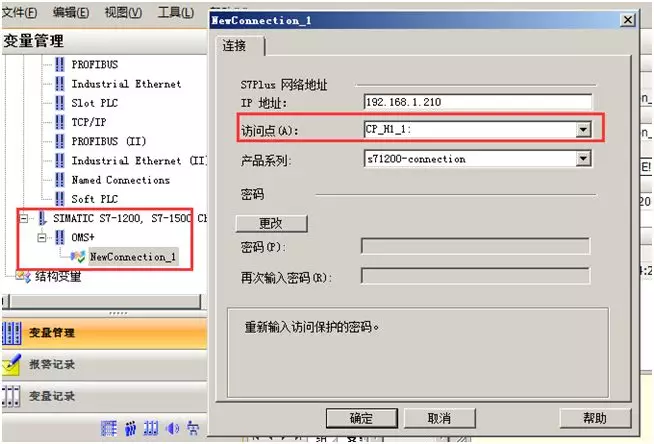 文件(F) 编辑(E) 视图(V) 工具(L)
变量管理
PROFIBUS
Industrial Ethernet
Slot PLC
TCP/IP
PROFIBUS (II)
Industrial Ethernet (II)
Named Connections
Soft PLC
SIMATIC S7-1200, S7-1500 Ch
OMS+
NewConnection_1
结构变量
变量管理
报警记录
变量记录
NewConnection_1
连接
S7Plus 网络地址
IP 地址:
192.168.1.210
访问点(A):
CP_H1_1:
产品系列:
s71200-connection
密码
更改
密码(P):
再次输入密码(R):
重新输入访问保护的密码。
确定
取消
帮助